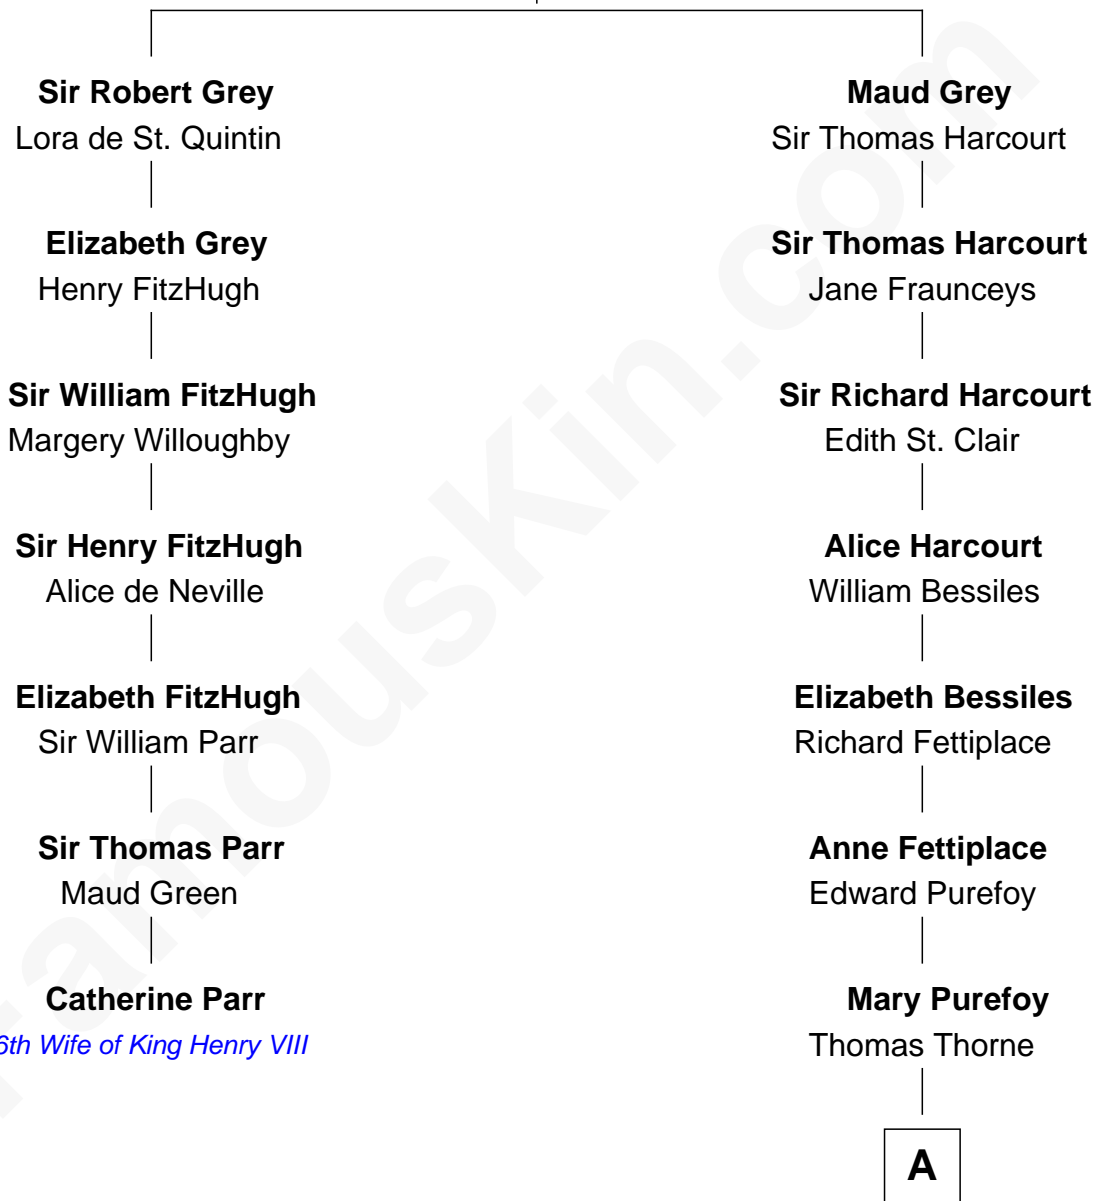 Sir Robert Grey
Lora de St. Quintin
Elizabeth Grey
Henry FitzHugh
Sir William FitzHugh
Margery Willoughby
Sir Henry FitzHugh
Alice de Neville
Elizabeth FitzHugh
Sir William Parr
Sir Thomas Parr
Maud Green
Catherine Parr
6th Wife of King Henry VIII
Maud Grey
Sir Thomas Harcourt
Sir Thomas Harcourt
Jane Fraunceys
Sir Richard Harcourt
Edith St. Clair
Alice Harcourt
William Bessiles
Elizabeth Bessiles
Richard Fettiplace
Anne Fettiplace
Edward Purefoy
Mary Purefoy
Thomas Thorne
A
FamousKin.com